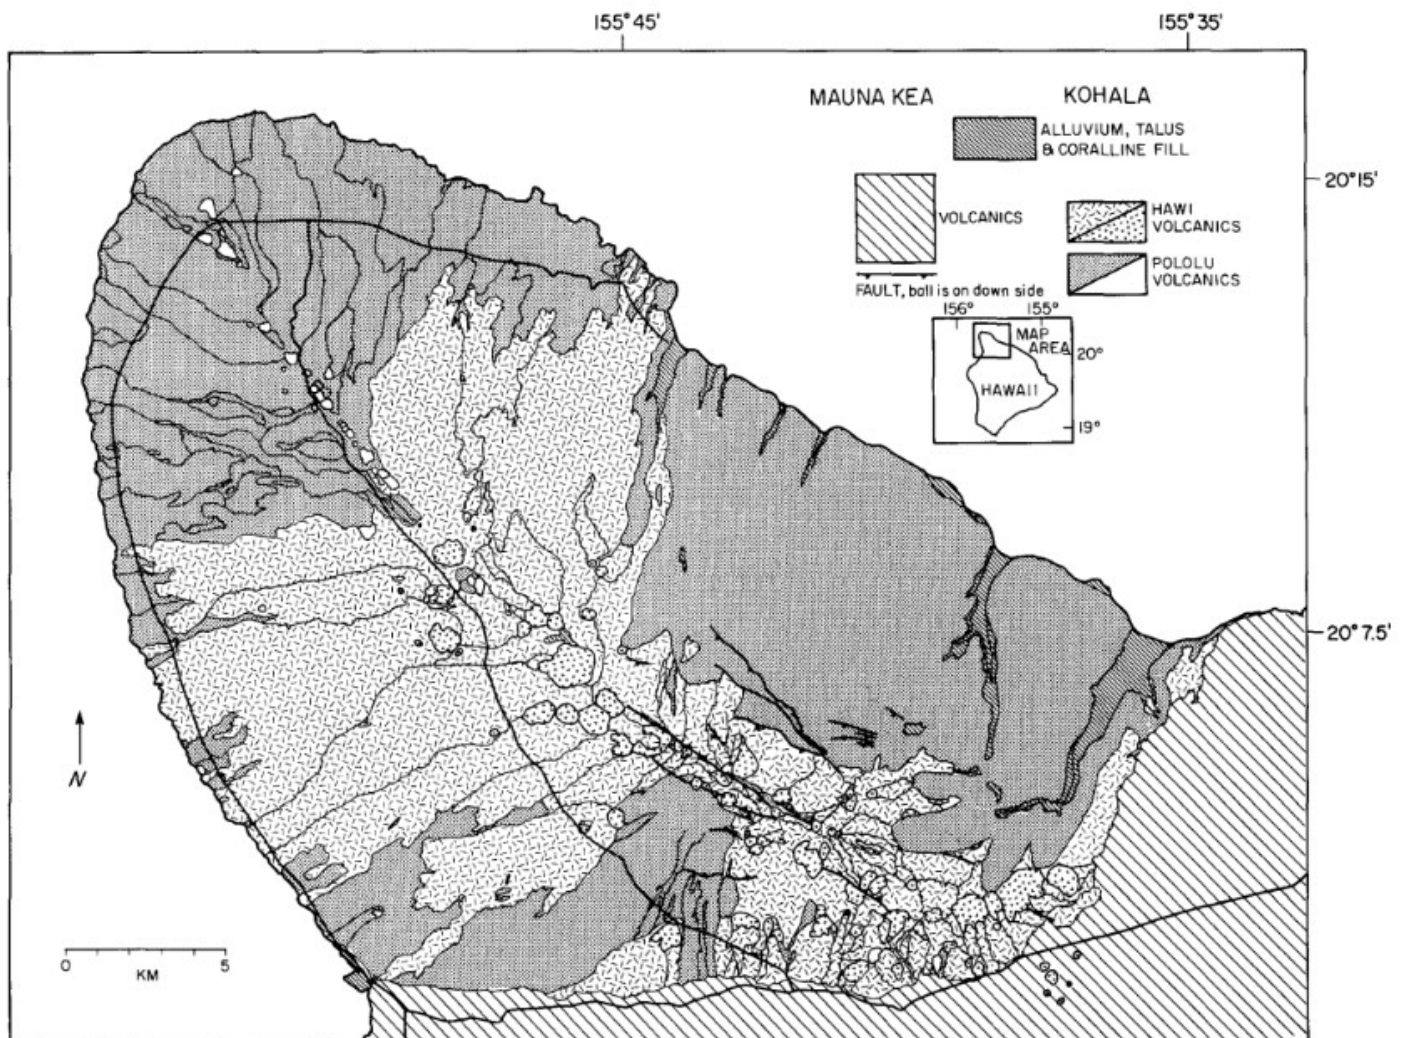 155° 45'
155° 35'
MAUNA KEA
KOHALA
ALLUVIUM, TALUS
& CORALLINE FILL
20° 15'
VOLCANICS
HAWI
VOLCANICS
POLOLU
VOLCANICS
FAULT, ball is on down side
156°
155°
MAP
AREA
20°
HAWAII
19°
20° 7.5'
N
0
5
KM